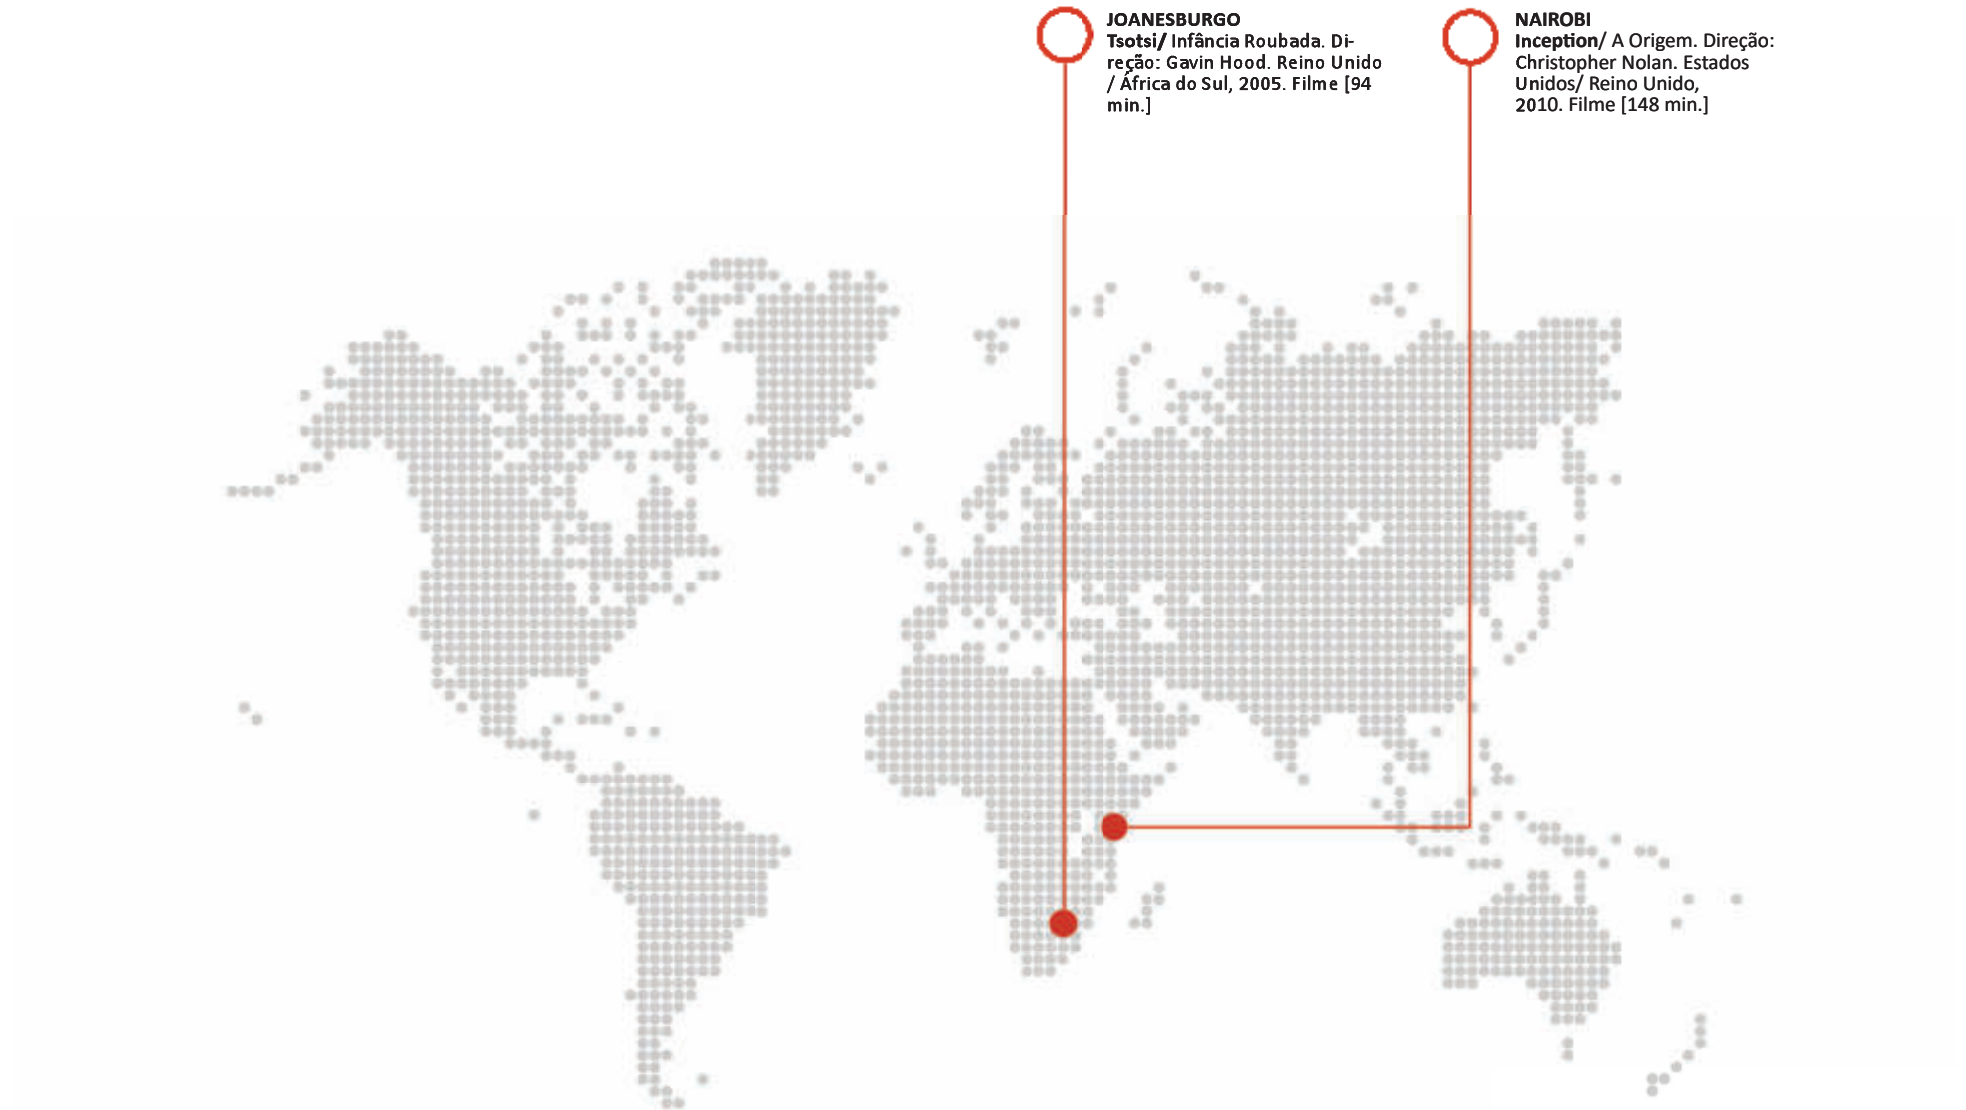 JOANESBURGO
Tsotsi/ Infância Roubada. Di-
reção: Gavin Hood. Reino Unido
/ África do Sul, 2005. Filme [94
min.]
NAIROBI
Inception/ A Origem. Direção:
Christopher Nolan. Estados
Unidos/ Reino Unido,
2010. Filme [148 min.]